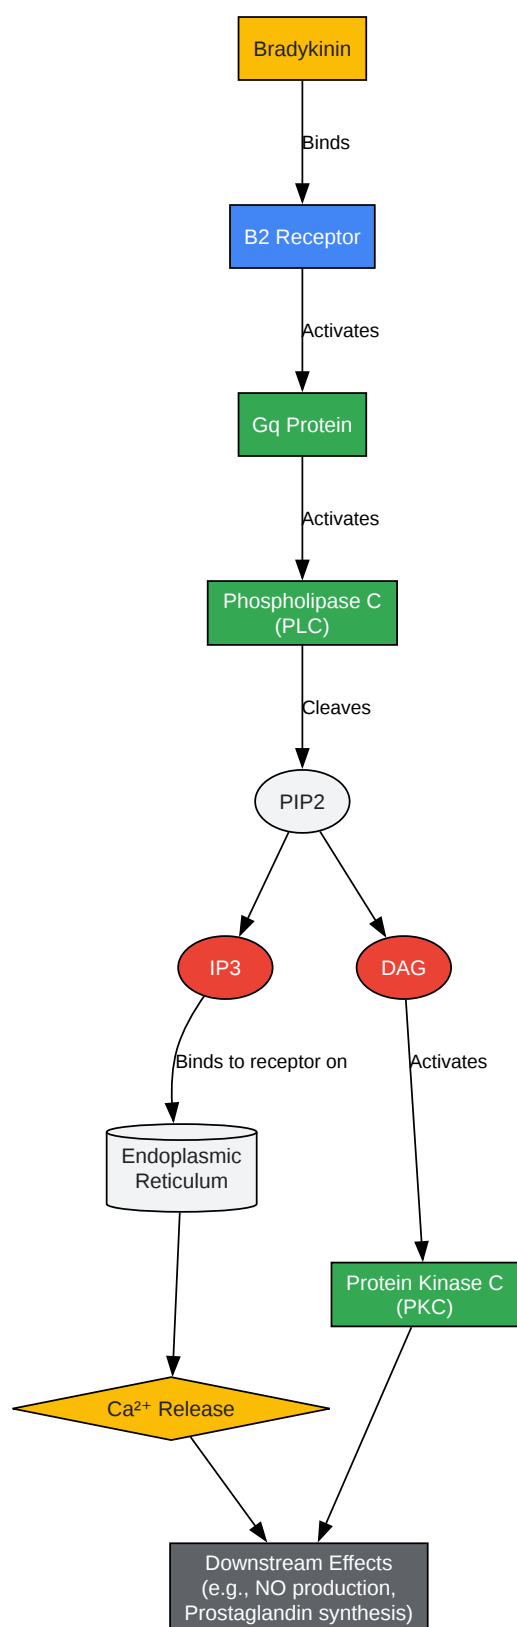 Bradykinin
Binds
B2 Receptor
Activates
Gq Protein
Activates
Phospholipase C
(PLC)
Cleaves
PIP2
IP3
DAG
Binds to receptor on
Activates
Endoplasmic
Reticulum
Protein Kinase C
(PKC)
Ca²⁺ Release
Downstream Effects
(e.g., NO production,
Prostaglandin synthesis)